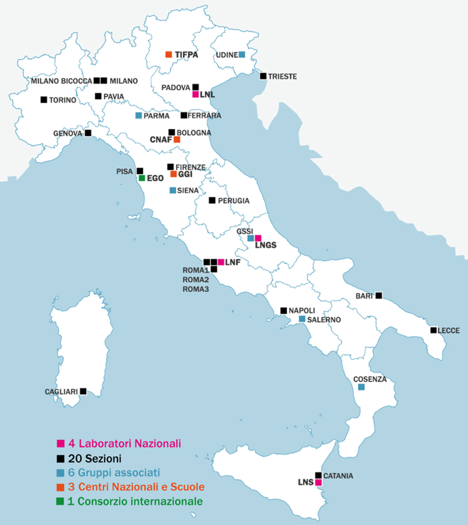 TIFPA
UDINE
TRIESTE
MILANO BICOCCA
MILANO
PADOVA
LNL
TORINO
PAVIA
PARMA
FERRARA
GENOVA
BOLOGNA
CNAF
PISA
FIRENZE
EGO
GGI
SIENA
PERUGIA
GSSI
LNGS
LNF
ROMA1
ROMA2
ROMA3
BARI
NAPOLI
SALERNO
LECCE
COSENZA
CAGLIARI
4 Laboratori Nazionali
20 Sezioni
6 Gruppi associati
3 Centri Nazionali e Scuole
1 Consorzio internazionale
CATANIA
LNS